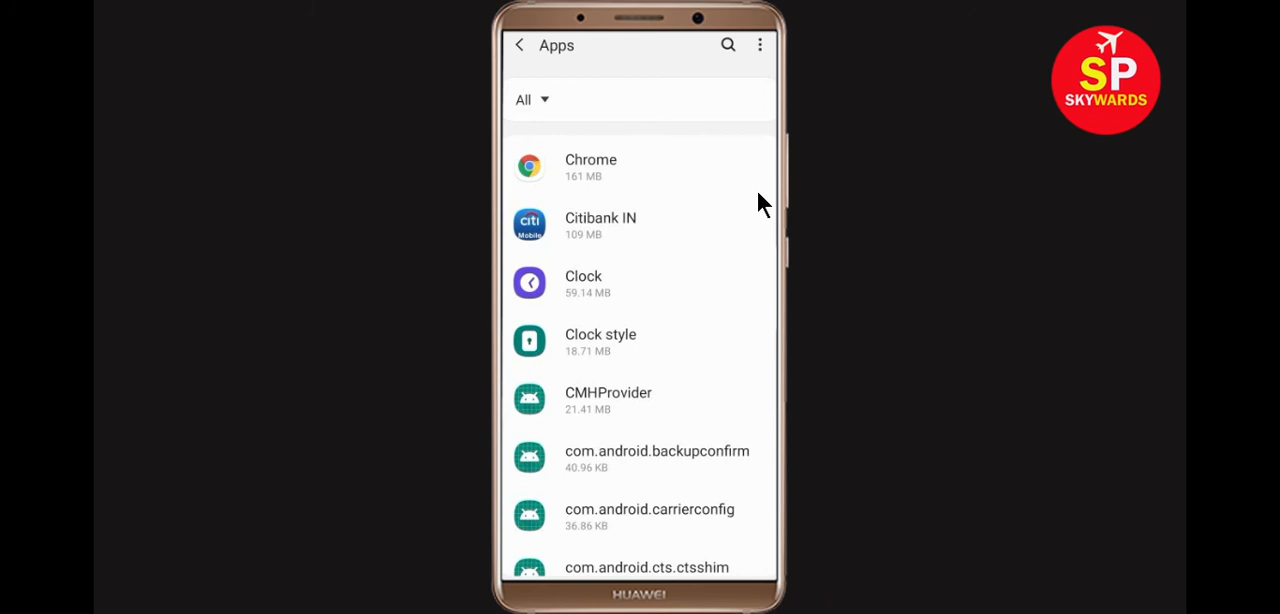 Apps
All
Chrome
161 MB
citi
Mobile
Citibank IN
109 MB
Clock
59.14 MB
Clock style
18.71 MB
CMHProvider
21.41 MB
com.android.backupconfirm
40.96 KB
com.android.carrierconfig
36.86 KB
com.android.cts.ctsshim
HUAWEI
SP
SKYWARDS